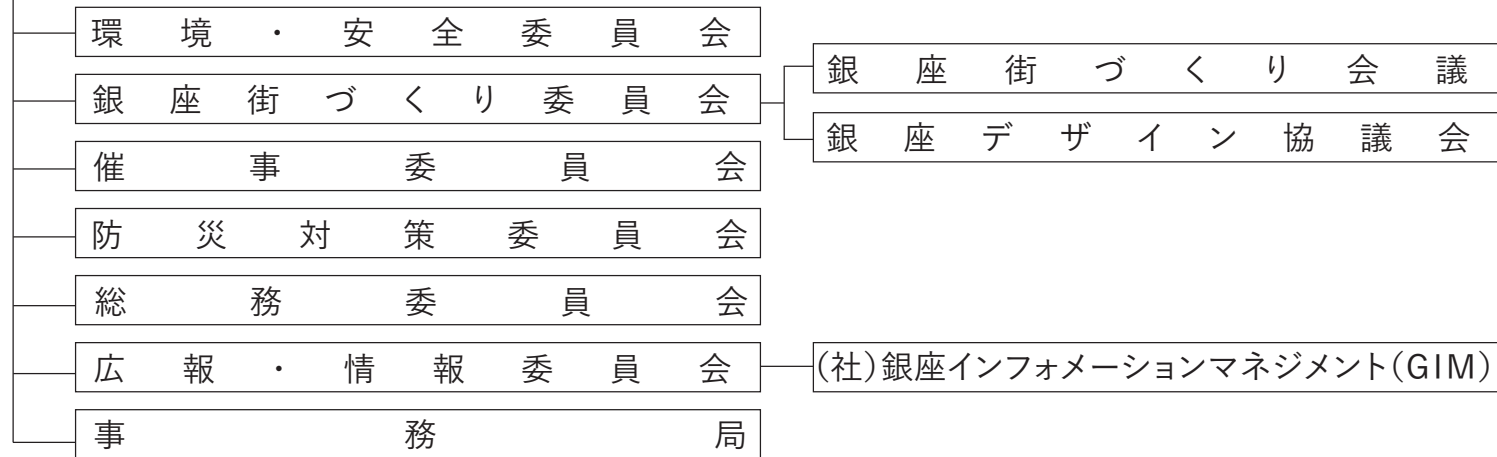 環境・安全委員会
銀座街づくり委員会
銀座街づくり会議
銀座デザイン協議会
催事委員会
防災対策委員会
総務委員会
広報・情報委員会
(社)銀座インフォメーションマネジメント(GIM)
事務局